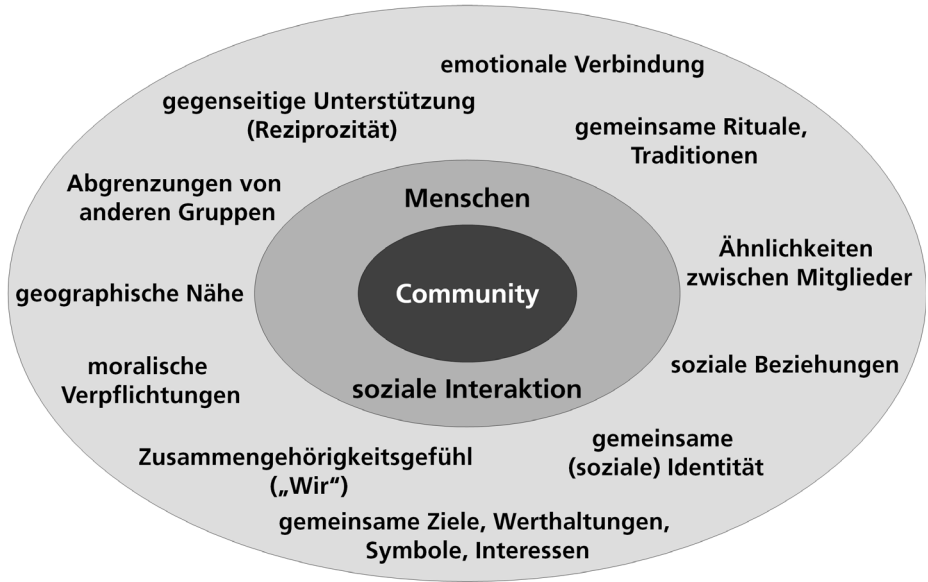 emotionale Verbindung
gegenseitige Unterstützung
(Reziprozität)
gemeinsame Rituale,
Traditionen
Abgrenzungen von
anderen Gruppen
Menschen
Ähnlichkeiten
zwischen Mitglieder
geographische Nähe
Community
moralische
Verpflichtungen
soziale Beziehungen
soziale Interaktion
gemeinsame
(soziale) Identität
Zusammengehörigkeitsgefühl
(„Wir“)
gemeinsame Ziele, Werthaltungen,
Symbole, Interessen